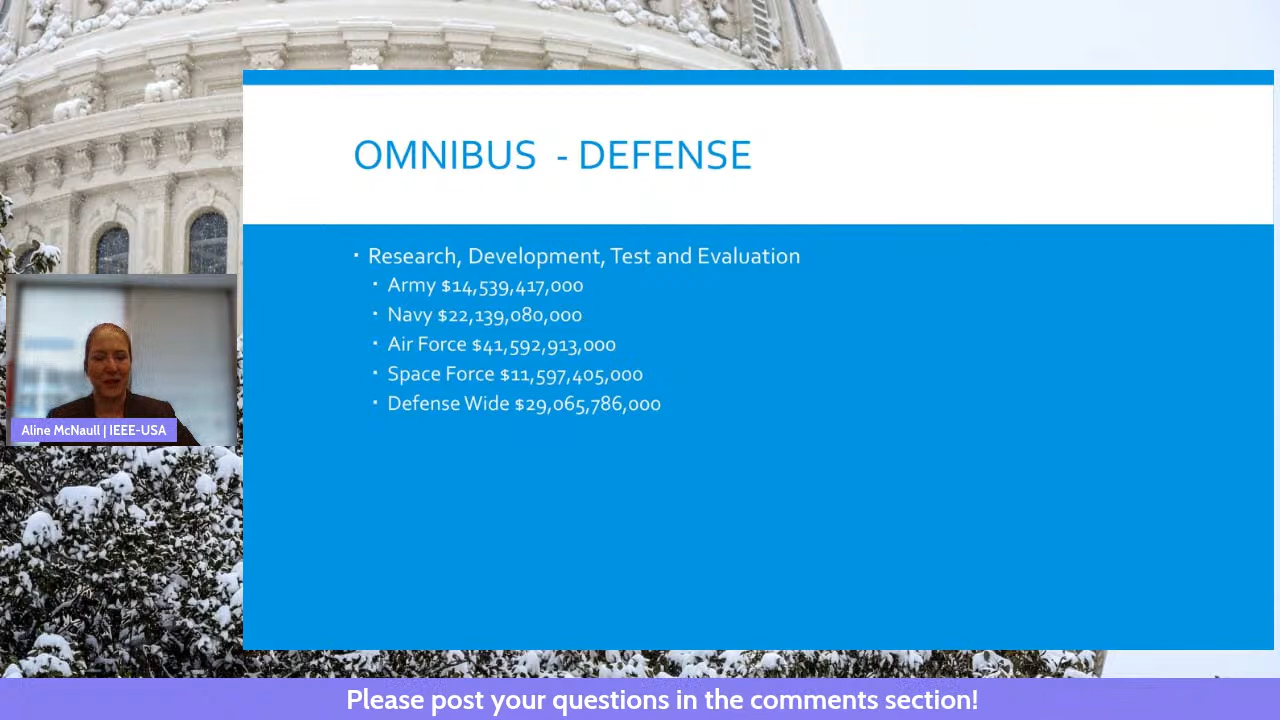 OMNIBUS - DEFENSE
▪ Research, Development, Test and Evaluation
▪ Army $14,539,417,000
▪ Navy $22,139,080,000
▪ Air Force $41,592,913,000
▪ Space Force $11,597,405,000
▪ Defense Wide $29,065,786,000
Aline McNaull | IEEE-USA
Please post your questions in the comments section!